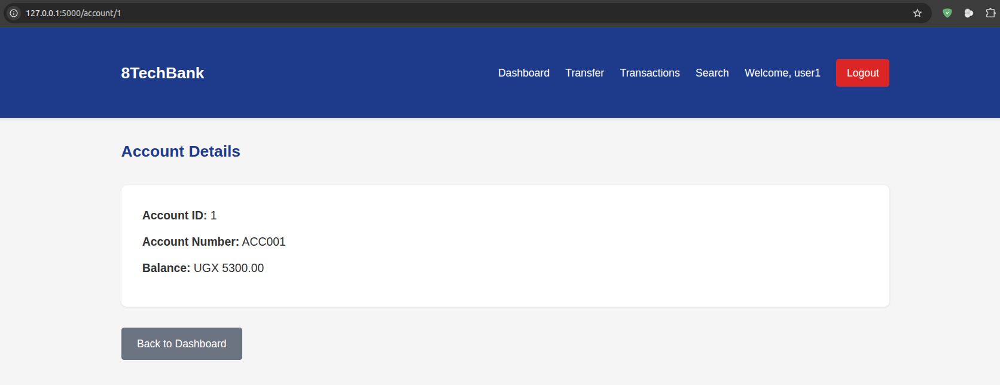 127.0.0.1:5000/account/1
8TechBank
Dashboard Transfer Transactions Search Welcome, user1 Logout
Account Details
Account ID: 1
Account Number: ACC001
Balance: UGX 5300.00
Back to Dashboard